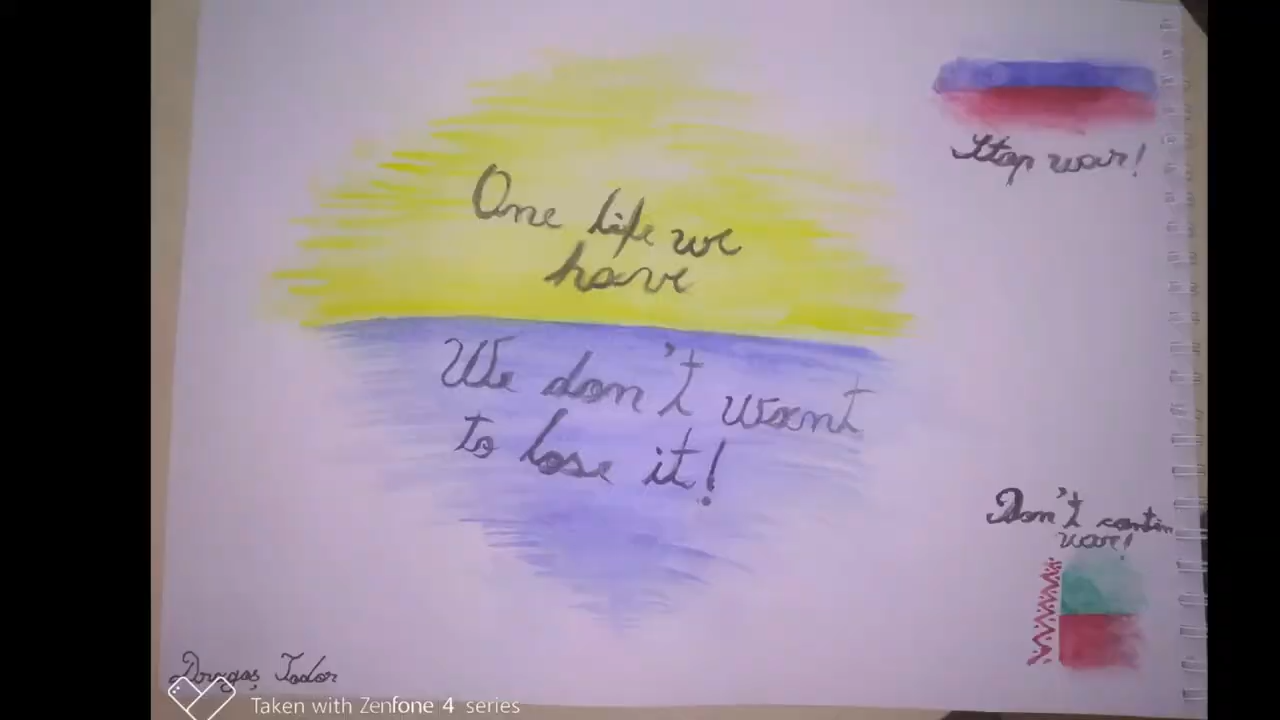 One life we
have
We don't want
to lose it!
Stop war!
Don't contin
war!
Taken with Zenfone 4 series